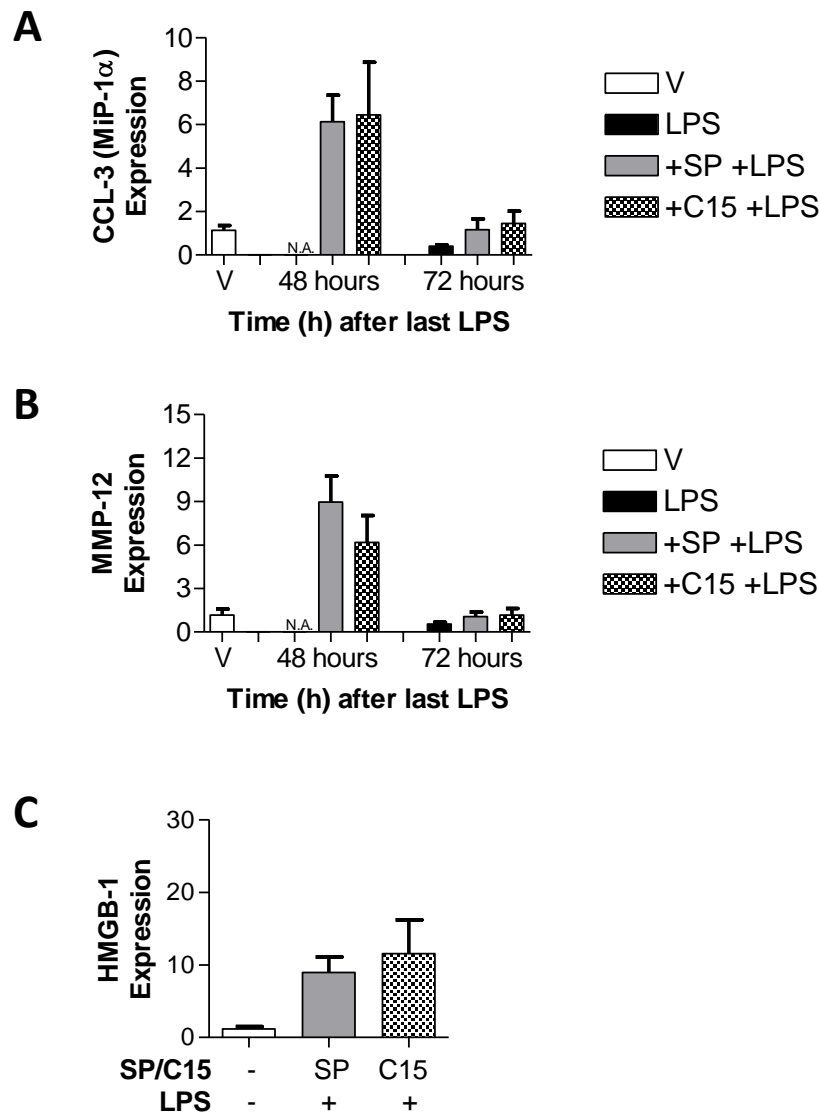 A
CCL-3 (MiP-1α)
Expression
10
8
6
4
2
0
N.A.
V 48 hours 72 hours
Time (h) after last LPS
V
LPS
+SP +LPS
+C15 +LPS
B
MMP-12
Expression
15
12
9
6
3
0
N.A.
V 48 hours 72 hours
Time (h) after last LPS
V
LPS
+SP +LPS
+C15 +LPS
C
HMGB-1
Expression
30
20
10
0
SP/C15 - SP C15
LPS - + +